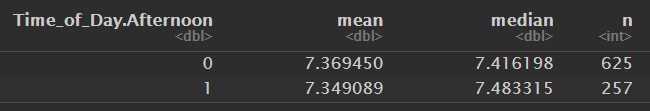 Time_of_Day.Afternoon mean median n
<dbl> <dbl> <dbl> <int>
0 7.369450 7.416198 625
1 7.349089 7.483315 257